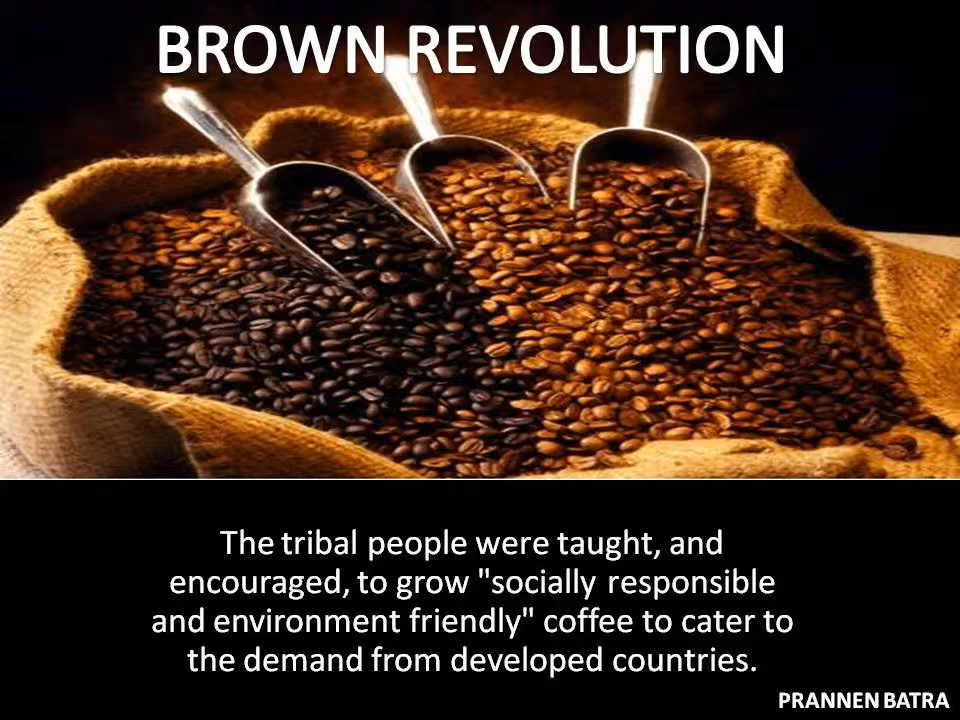 BROWN REVOLUTION
The tribal people were taught, and
encouraged, to grow "socially responsible
and environment friendly" coffee to cater to
the demand from developed countries.
PRANNEN BATRA